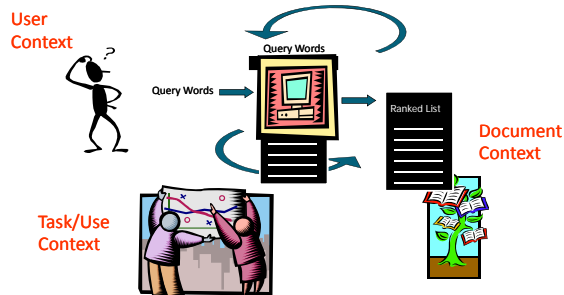 User
Context
?
Query Words
Query Words
Ranked List
Document
Context
Task/Use
Context